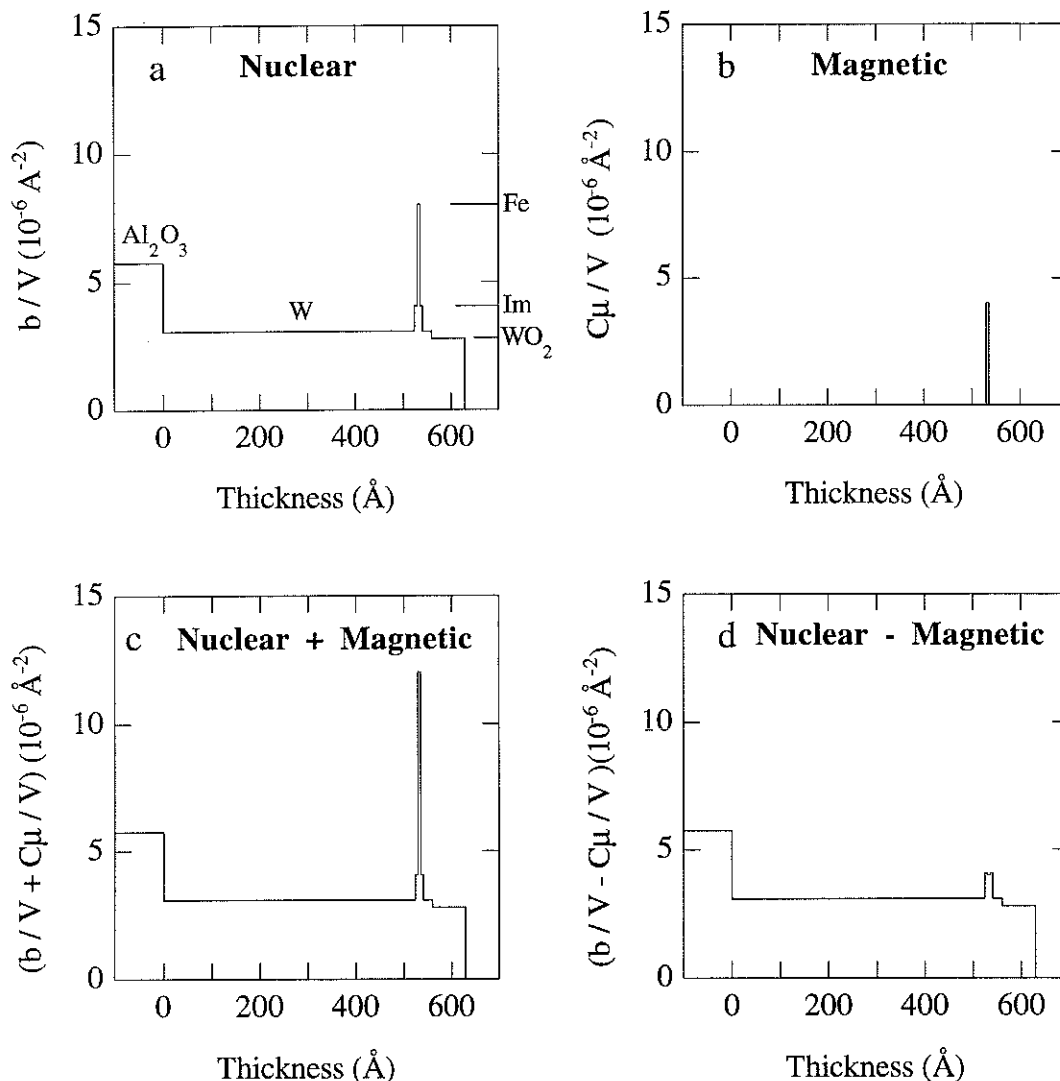 a Nuclear
15
10
5
0
b / V (10⁻⁶ A⁻²)
Al₂O₃
W
Fe
Im
WO₂
0 200 400 600
Thickness (Å)
b Magnetic
15
10
5
0
Cμ / V (10⁻⁶ Å⁻²)
0 200 400 600
Thickness (Å)
c Nuclear + Magnetic
15
10
5
0
(b / V + Cμ / V) (10⁻⁶ Å⁻²)
0 200 400 600
Thickness (Å)
d Nuclear - Magnetic
15
10
5
0
(b / V - Cμ / V )(10⁻⁶ Å⁻²)
0 200 400 600
Thickness (Å)